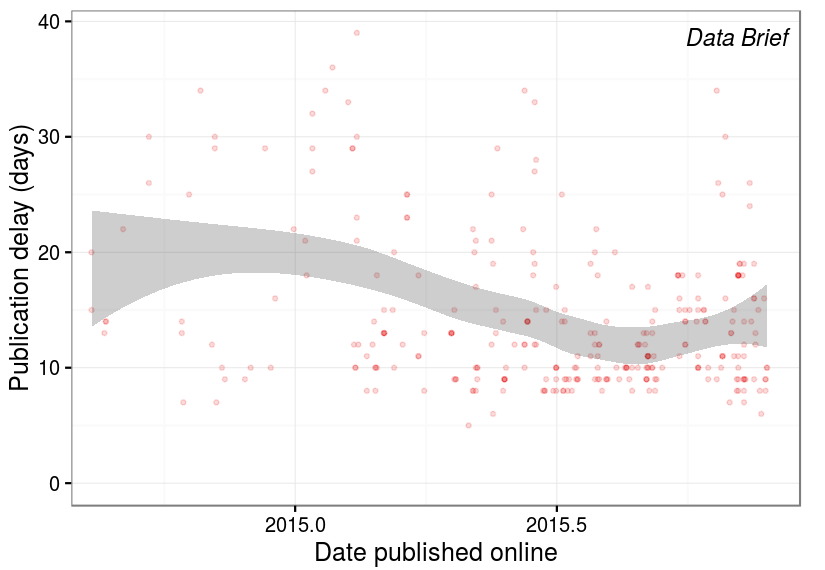 Data Brief
Publication delay (days)
40
30
20
10
0
2015.0
2015.5
Date published online